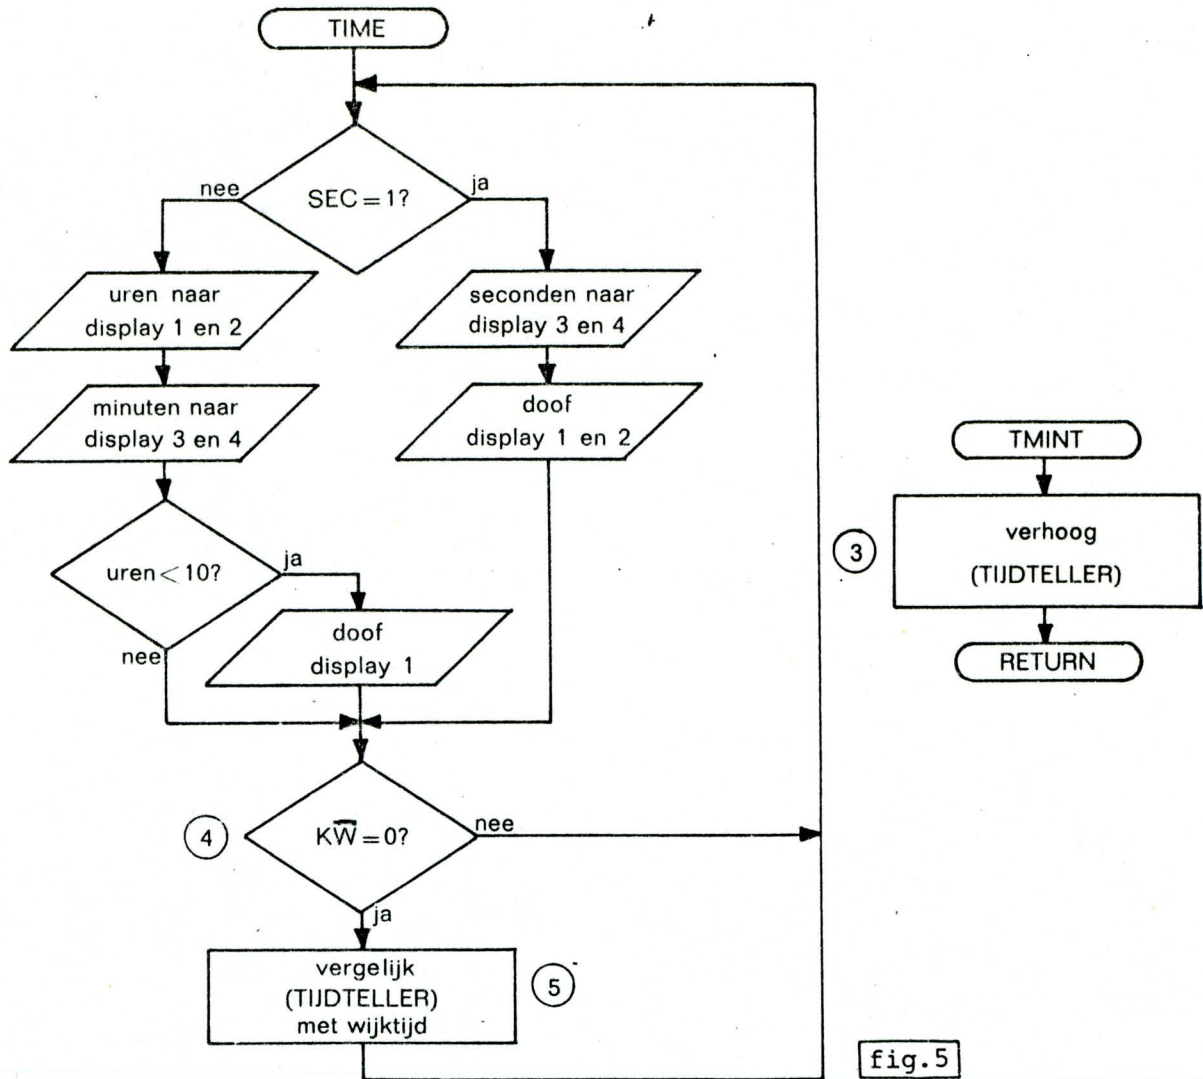 TIME
SEC = 1?
nee
ja
uren naar
display 1 en 2
seconden naar
display 3 en 4
minuten naar
display 3 en 4
doof
display 1 en 2
uren < 10?
ja
nee
doof
display 1
TMINT
3
verhoog
(TIJDTELLER)
RETURN
4
KW̅ = 0?
nee
ja
vergelijk
(TIJDTELLER)
met wijktijd
5
fig.5